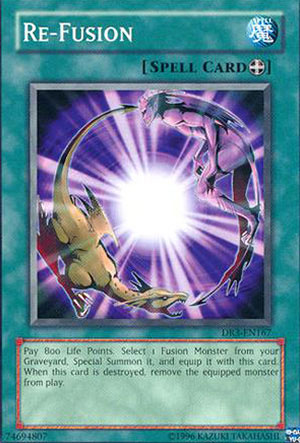 RE-FUSION
魔
[SPELL CARD]
DR3-EN167
Pay 800 Life Points. Select 1 Fusion Monster from your
Graveyard, Special Summon it, and equip it with this card.
When this card is destroyed, remove the equipped monster
from play.
74694807
©1996 KAZUKI TAKAHASHI